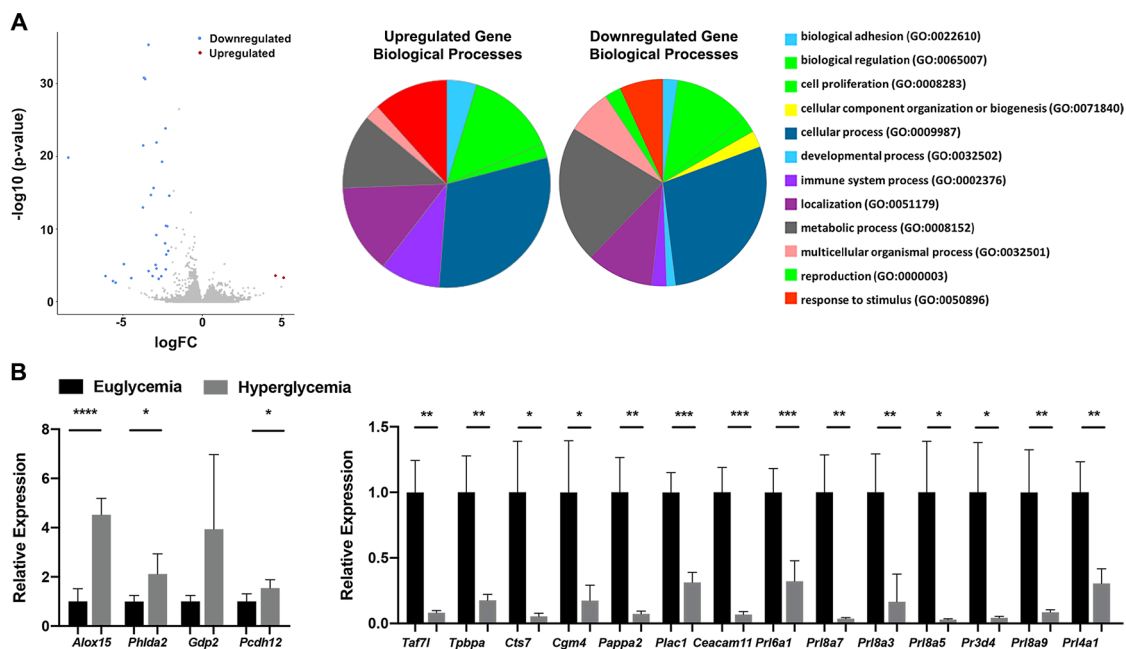 A
Downregulated
Upregulated
-log10 (p-value)
30
20
10
0
-5
0
5
logFC
Upregulated Gene
Biological Processes
Downregulated Gene
Biological Processes
biological adhesion (GO:0022610)
biological regulation (GO:0065007)
cell proliferation (GO:0008283)
cellular component organization or biogenesis (GO:0071840)
cellular process (GO:0009987)
developmental process (GO:0032502)
immune system process (GO:0002376)
localization (GO:0051179)
metabolic process (GO:0008152)
multicellular organismal process (GO:0032501)
reproduction (GO:0000003)
response to stimulus (GO:0050896)
B
Euglycemia
Hyperglycemia
Relative Expression
8
6
4
2
0
**** * *
Alox15 Phlda2 Gdp2 Pcdh12
Relative Expression
1.5
1.0
0.5
0.0
** ** * * ** *** *** *** ** ** * * ** **
Taf7l Tpbpa Cts7 Cgm4 Pappa2 Plac1 Ceacam11 Prl6a1 Prl8a7 Prl8a3 Prl8a5 Pr3d4 Prl8a9 Prl4a1